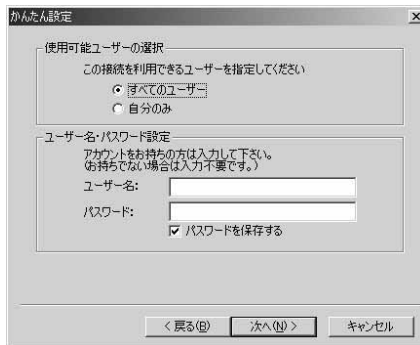 かんたん設定
使用可能ユーザーの選択
この接続を利用できるユーザーを指定してください
すべてのユーザー
自分のみ
ユーザー名・パスワード設定
アカウントをお持ちの方は入力して下さい。
(お持ちでない場合は入力不要です。)
ユーザー名:
パスワード:
パスワードを保存する
< 戻る(B) 次へ(N) > キャンセル